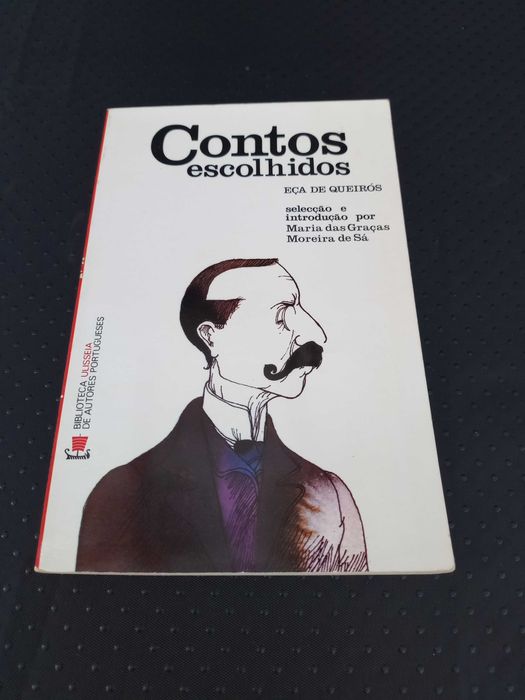 Contos
escolhidos
EÇA DE QUEIRÓS
selecção e
introdução por
Maria das Graças
Moreira de Sá
BIBLIOTECA ULISSEIA
DE AUTORES PORTUGUESES